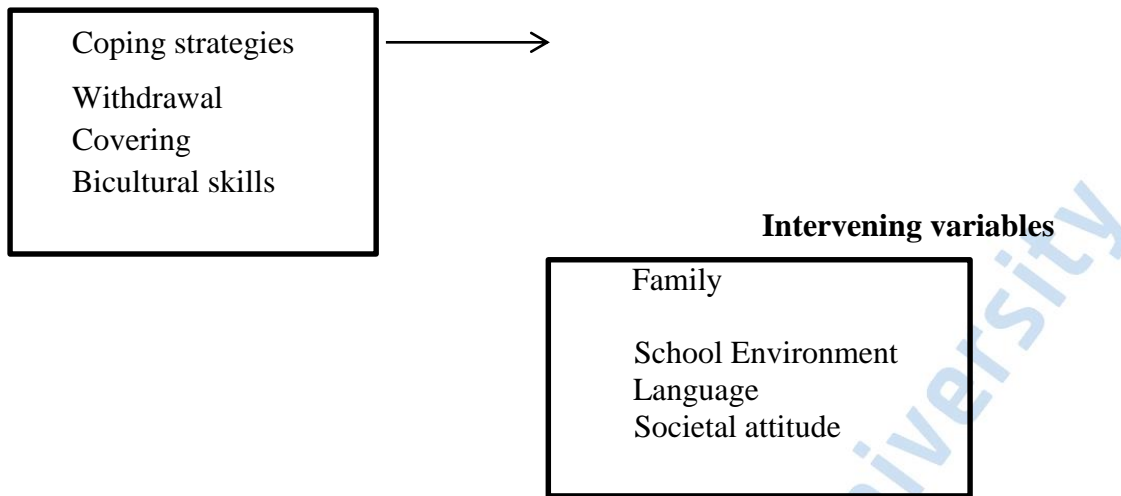 Coping strategies
Withdrawal
Covering
Bicultural skills
Intervening variables
Family
School Environment
Language
Societal attitude